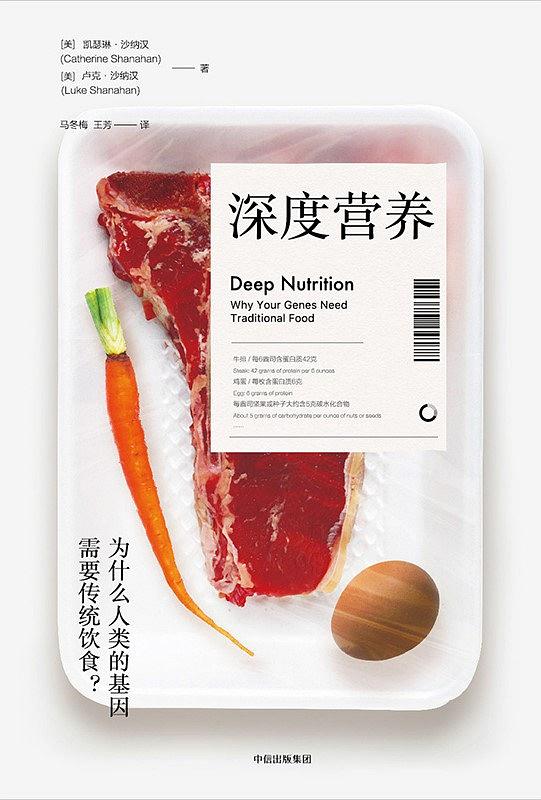 [美] 凯瑟琳·沙纳汉
(Catherine Shanahan)
[美] 卢克·沙纳汉
(Luke Shanahan)
—— 著
马冬梅 王芳——译
深度营养
Deep Nutrition
Why Your Genes Need
Traditional Food
牛排 / 每6盎司含蛋白质42克
Steak: 42 grams of protein per 6 ounces
鸡蛋 / 每枚含蛋白质6克
Egg: 6 grams of protein
每盎司坚果或种子大约含5克碳水化合物
About 5 grams of carbohydrate per ounce of nuts or seeds
......
为什么人类的基因
需要传统饮食？
中信出版集团